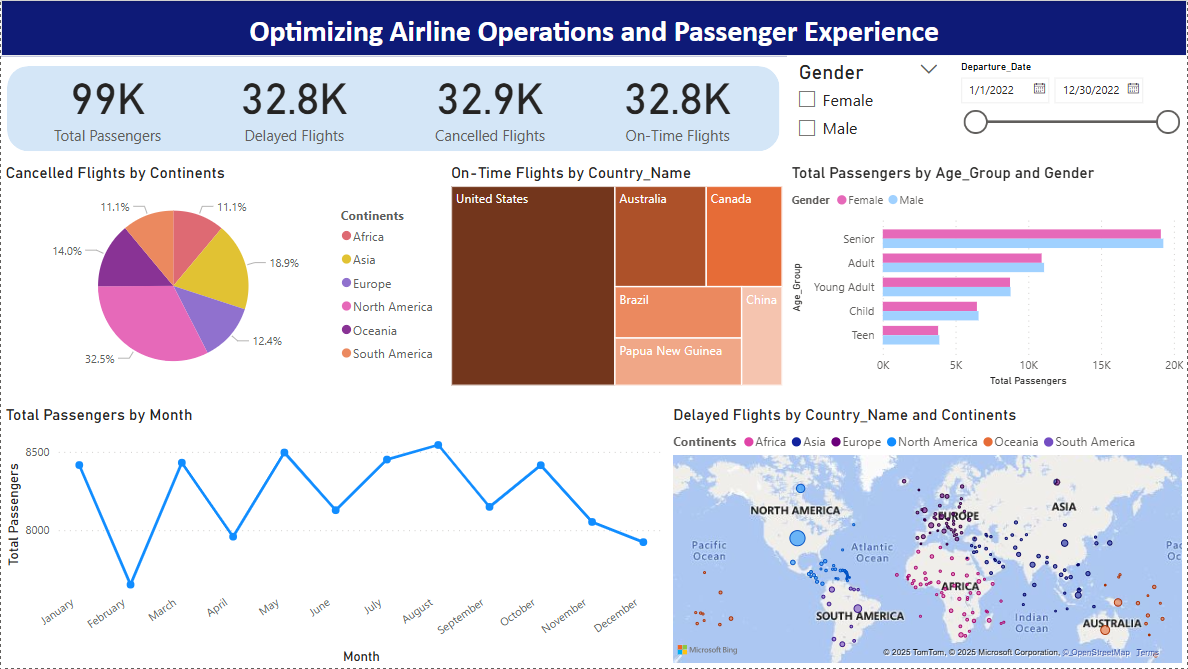 Optimizing Airline Operations and Passenger Experience
99K
Total Passengers
32.8K
Delayed Flights
32.9K
Cancelled Flights
32.8K
On-Time Flights
Gender
Female
Male
Departure_Date
1/1/2022
12/30/2022
Cancelled Flights by Continents
11.1%
11.1%
14.0%
18.9%
12.4%
32.5%
Continents
Africa
Asia
Europe
North America
Oceania
South America
On-Time Flights by Country_Name
United States
Australia
Canada
Brazil
China
Papua New Guinea
Total Passengers by Age_Group and Gender
Gender Female Male
Age_Group
Senior
Adult
Young Adult
Child
Teen
0K 5K 10K 15K 20K
Total Passengers
Total Passengers by Month
Total Passengers
8500
8000
January February March April May June July August September October November December
Month
Delayed Flights by Country_Name and Continents
Continents Africa Asia Europe North America Oceania South America
NORTH AMERICA
EUROPE
ASIA
Pacific
Ocean
Atlantic
Ocean
Pac
Oc
AFRICA
SOUTH AMERICA
Indian
Ocean
AUSTRALIA
Microsoft Bing
© 2025 TomTom, © 2025 Microsoft Corporation, © OpenStreetMap Terms